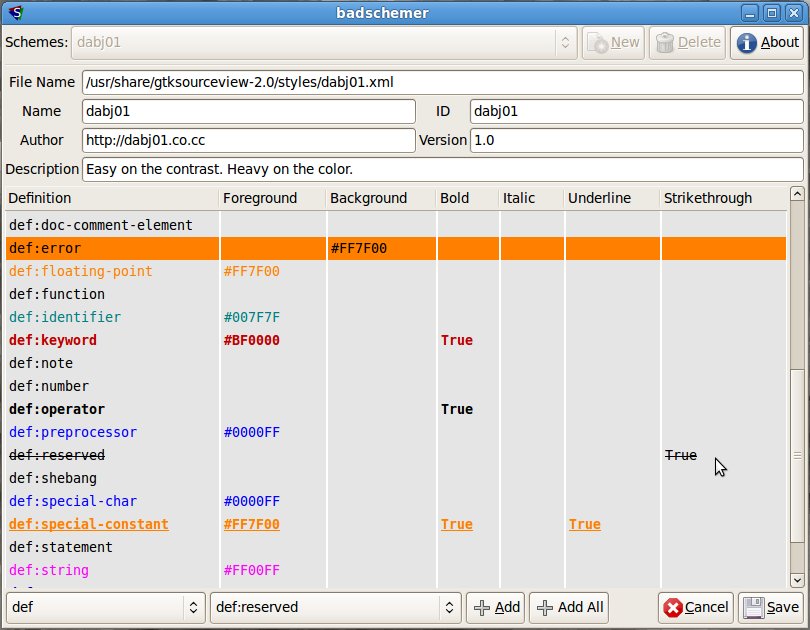 badschemer
Schemes: dabj01 New Delete About
File Name /usr/share/gtksourceview-2.0/styles/dabj01.xml
Name dabj01 ID dabj01
Author http://dabj01.co.cc Version 1.0
Description Easy on the contrast. Heavy on the color.
Definition Foreground Background Bold Italic Underline Strikethrough
def:doc-comment-element
def:error #FF7F00
def:floating-point #FF7F00
def:function
def:identifier #007F7F
def:keyword #BF0000 True
def:note
def:number
def:operator True
def:preprocessor #0000FF
def:reserved True
def:shebang
def:special-char #0000FF
def:special-constant #FF7F00 True True
def:statement
def:string #FF00FF
def def:reserved Add Add All Cancel Save